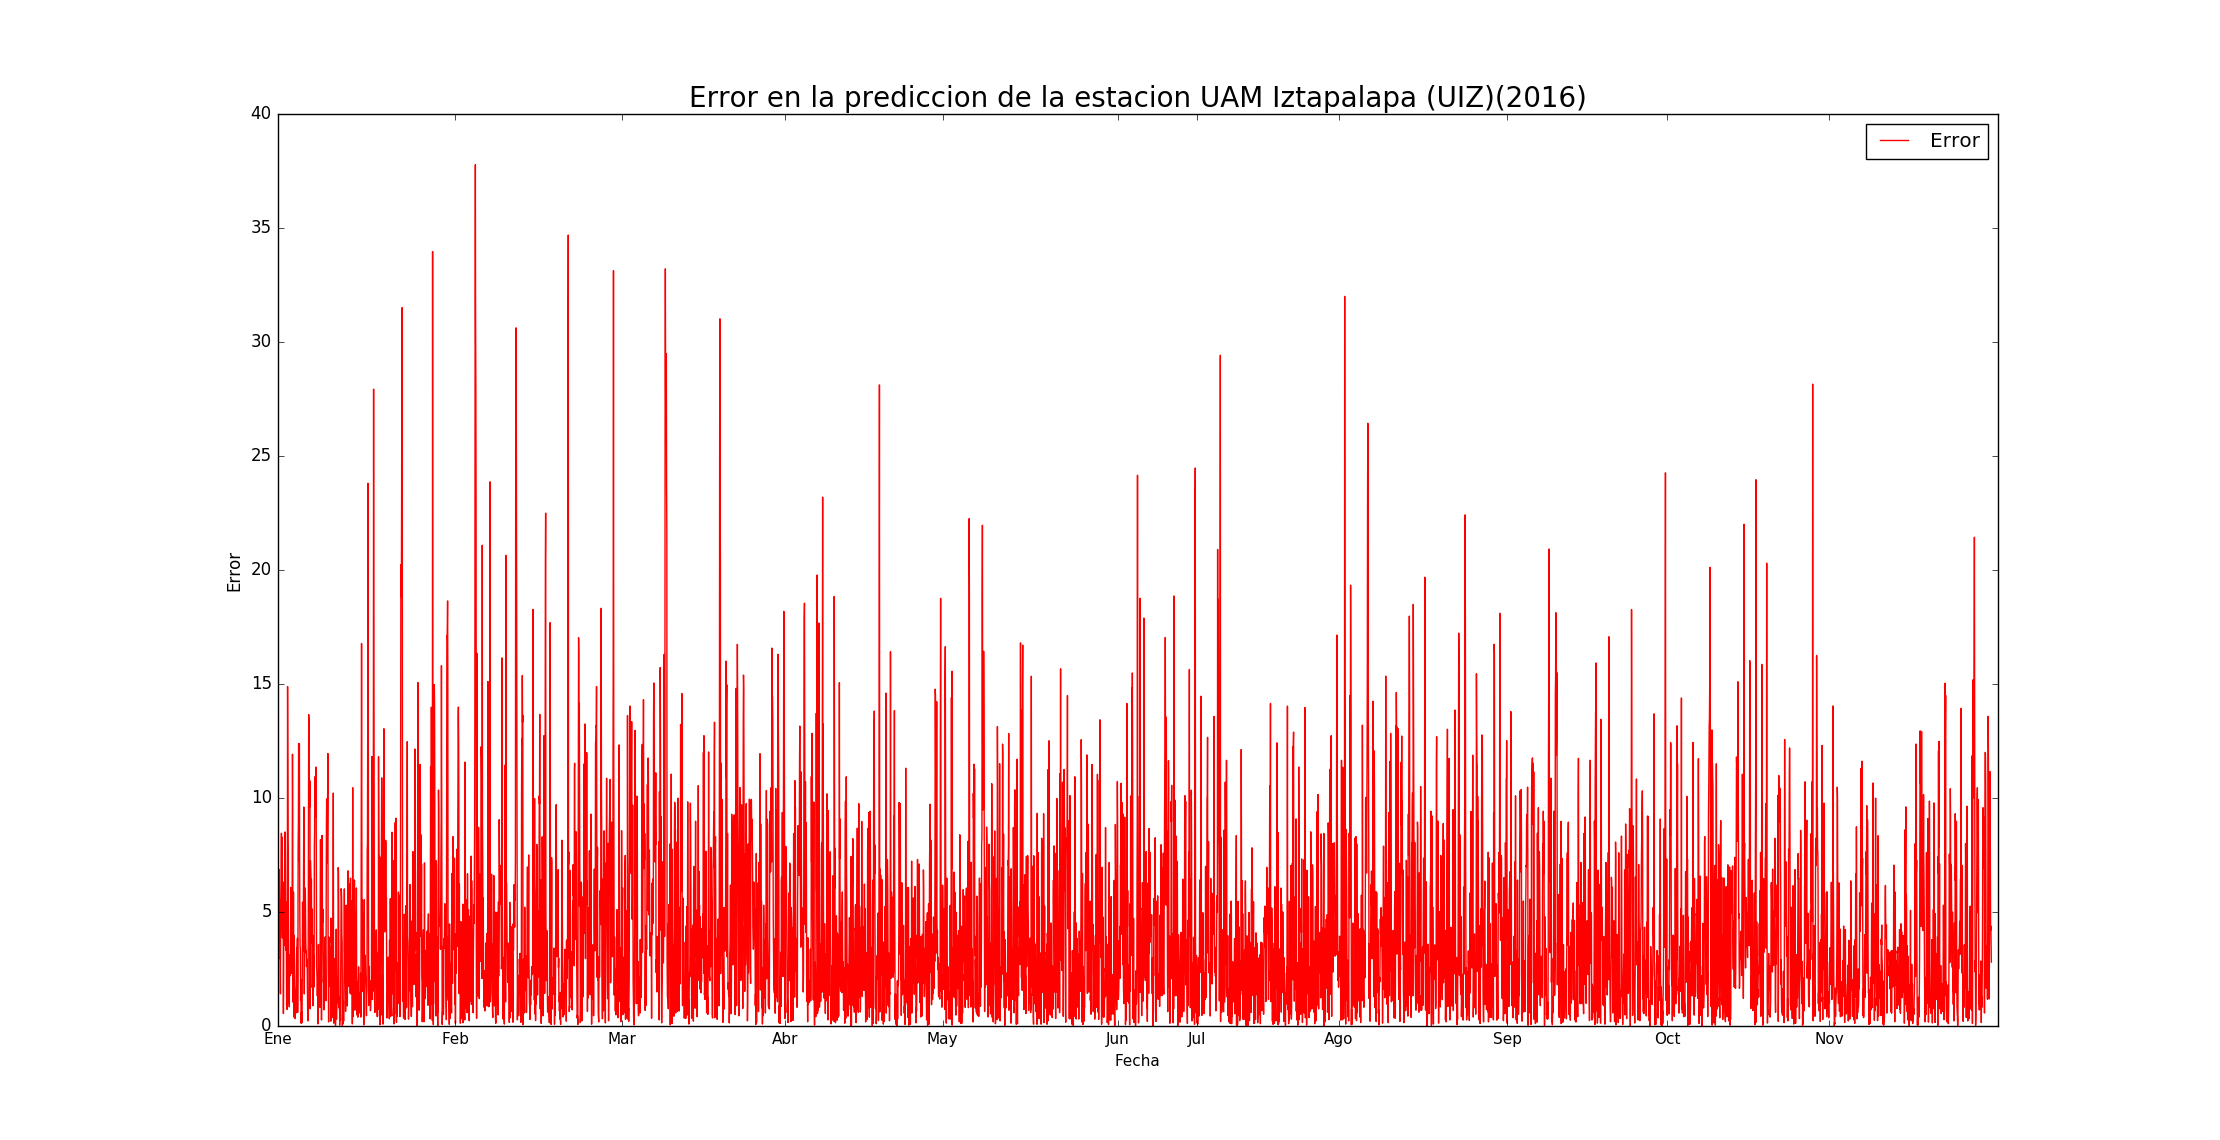 Error en la prediccion de la estacion UAM Iztapalapa (UIZ)(2016)
Error
40
35
30
25
20
15
10
5
0
Error
Ene Feb Mar Abr May Jun Jul Ago Sep Oct Nov
Fecha